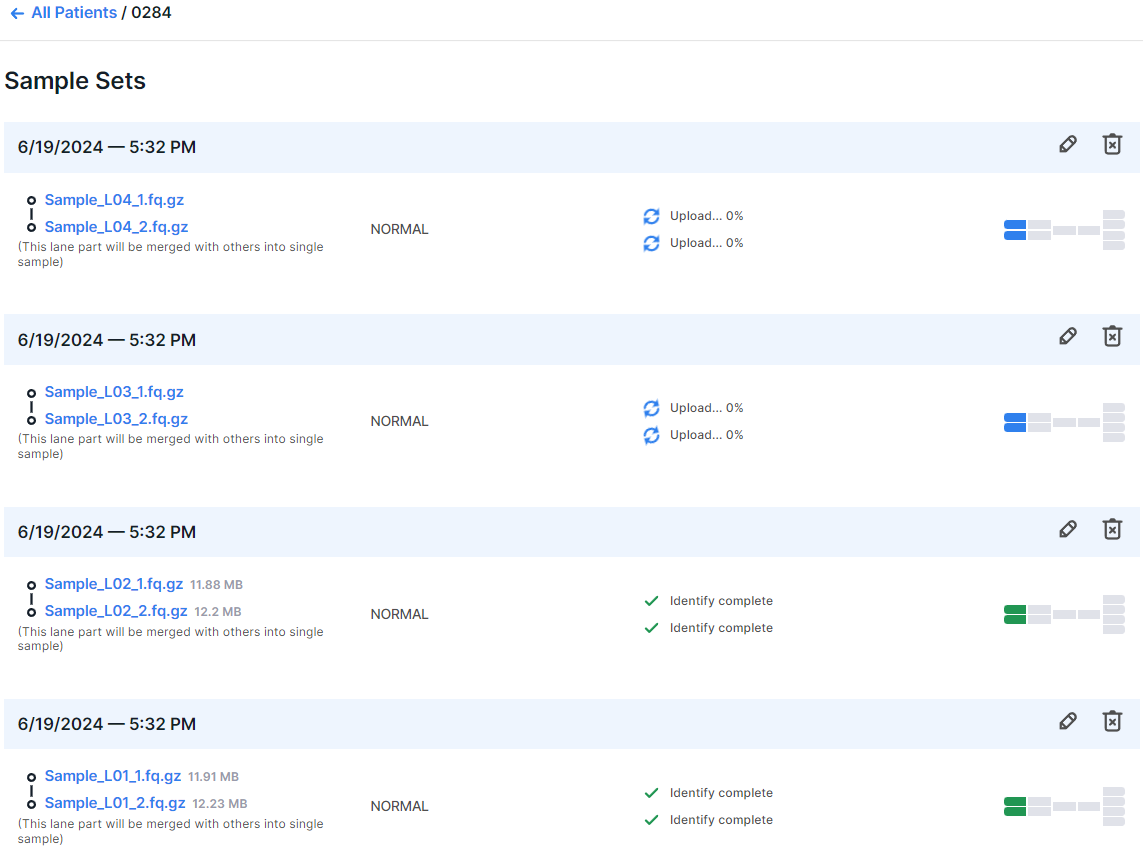 ← All Patients / 0284
Sample Sets
6/19/2024 — 5:32 PM
Sample_L04_1.fq.gz
Sample_L04_2.fq.gz
(This lane part will be merged with others into single
sample)
NORMAL
Upload... 0%
Upload... 0%
6/19/2024 — 5:32 PM
Sample_L03_1.fq.gz
Sample_L03_2.fq.gz
(This lane part will be merged with others into single
sample)
NORMAL
Upload... 0%
Upload... 0%
6/19/2024 — 5:32 PM
Sample_L02_1.fq.gz 11.88 MB
Sample_L02_2.fq.gz 12.2 MB
(This lane part will be merged with others into single
sample)
NORMAL
Identify complete
Identify complete
6/19/2024 — 5:32 PM
Sample_L01_1.fq.gz 11.91 MB
Sample_L01_2.fq.gz 12.23 MB
(This lane part will be merged with others into single
sample)
NORMAL
Identify complete
Identify complete